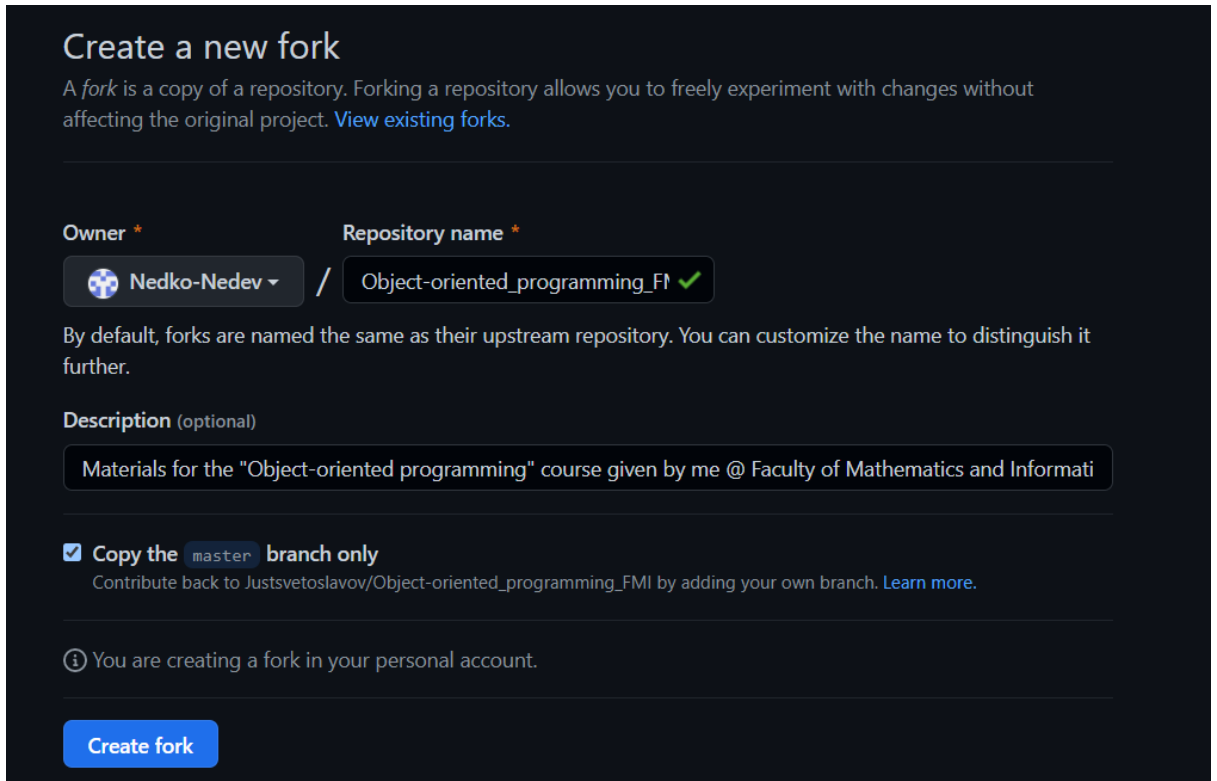 Create a new fork
A fork is a copy of a repository. Forking a repository allows you to freely experiment with changes without
affecting the original project. View existing forks.
Owner * Repository name *
Nedko-Nedev / Object-oriented_programming_FM
By default, forks are named the same as their upstream repository. You can customize the name to distinguish it
further.
Description (optional)
Materials for the "Object-oriented programming" course given by me @ Faculty of Mathematics and Informati
Copy the master branch only
Contribute back to Justsvetoslavov/Object-oriented_programming_FMI by adding your own branch. Learn more.
You are creating a fork in your personal account.
Create fork